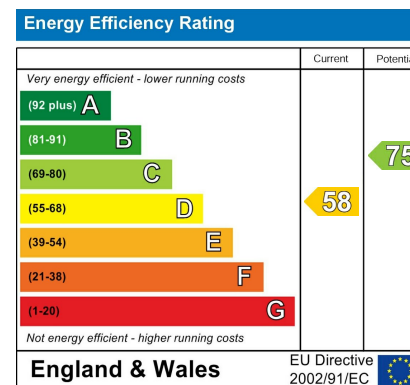 Energy Efficiency Rating
Current Potentia
Very energy efficient - lower running costs
(92 plus) A
(81-91) B
(69-80) C
75
(55-68) D
58
(39-54) E
(21-38) F
(1-20) G
Not energy efficient - higher running costs
England & Wales
EU Directive
2002/91/EC